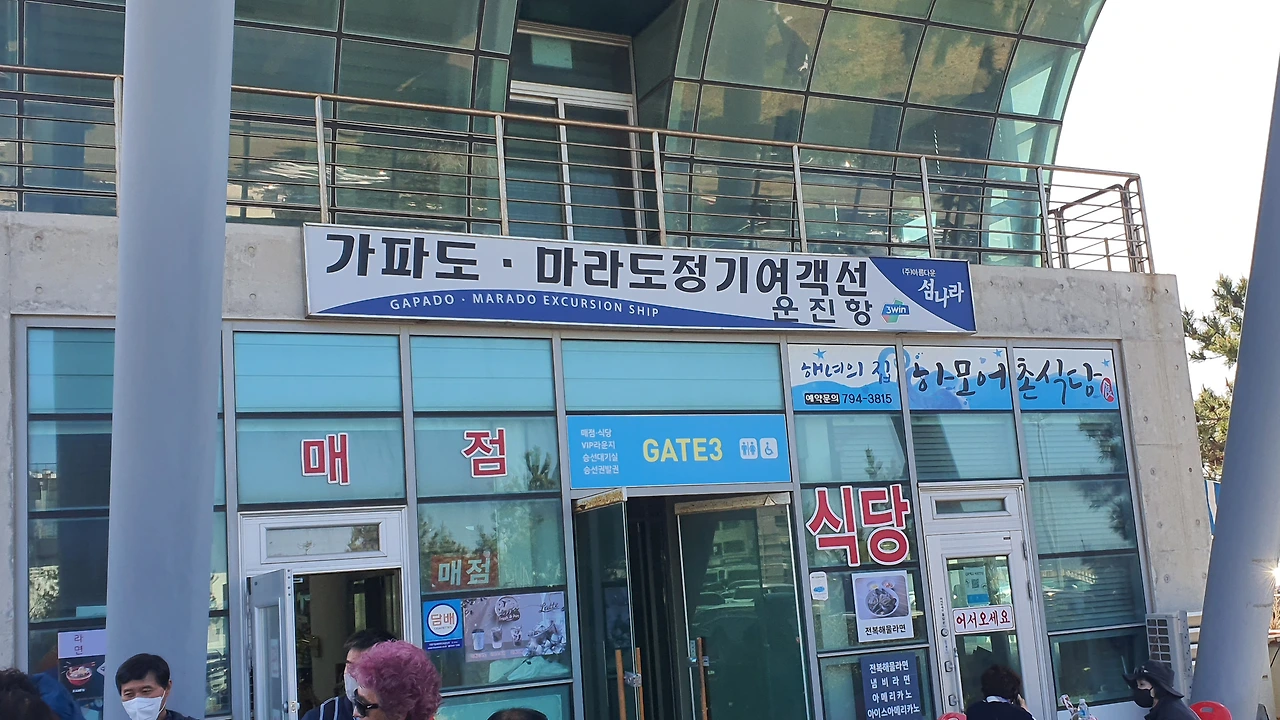 가파도 · 마라도정기여객선
GAPADO · MARADO EXCURSION SHIP
운진항
3win
(주)아름다운
섬나라
해녀의 집
예약문의 794-3815
하모어촌식당
매점
매점·식당
VIP라운지
승선대기실
승선권발권
GATE3
식당
매점
담배
라면
전복해물라면
어서오세요
전복해물라면
냄비라면
아메리카노
아이스아메리카노